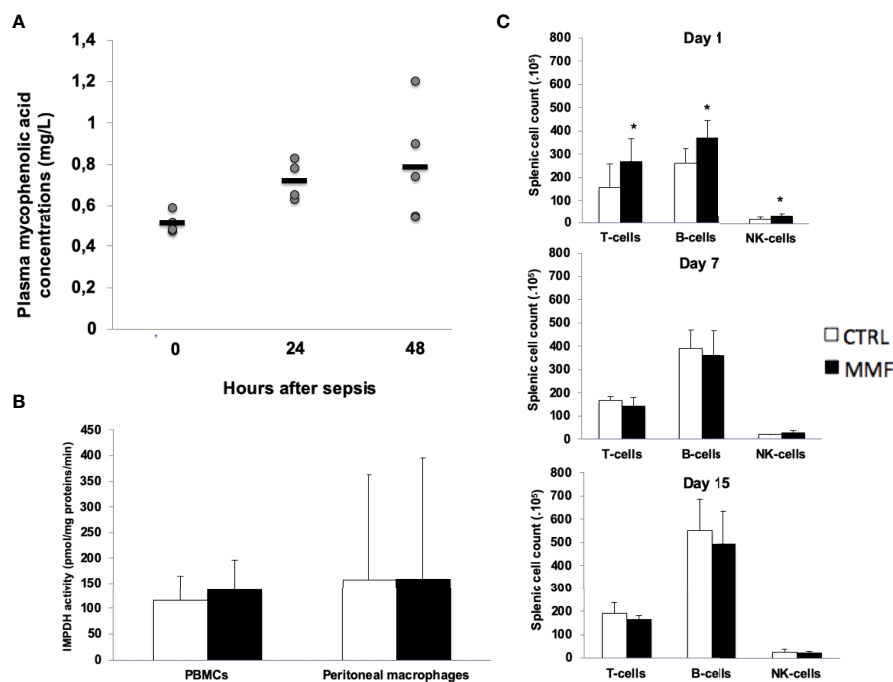 A
Plasma mycophenolic acid
concentrations (mg/L)
1,4
1,2
1
0,8
0,6
0,4
0,2
0
0 24 48
Hours after sepsis
B
IMPDH activity (pmol/mg proteins/min)
450
400
350
300
250
200
150
100
50
0
PBMCs Peritoneal macrophages
C
Day 1
Splenic cell count (.10⁵)
800
700
600
500
400
300
200
100
0
* * *
T-cells B-cells NK-cells
Day 7
Splenic cell count (.10⁵)
800
700
600
500
400
300
200
100
0
T-cells B-cells NK-cells
CTRL
MMF
Day 15
Splenic cell count (.10⁵)
800
700
600
500
400
300
200
100
0
T-cells B-cells NK-cells